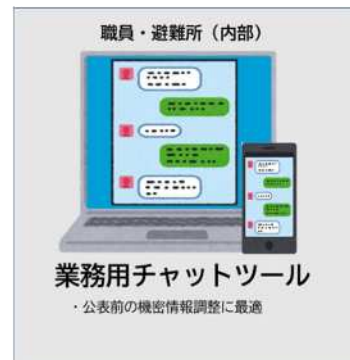 職員・避難所（内部）
業務用チャットツール
・公表前の機密情報調整に最適